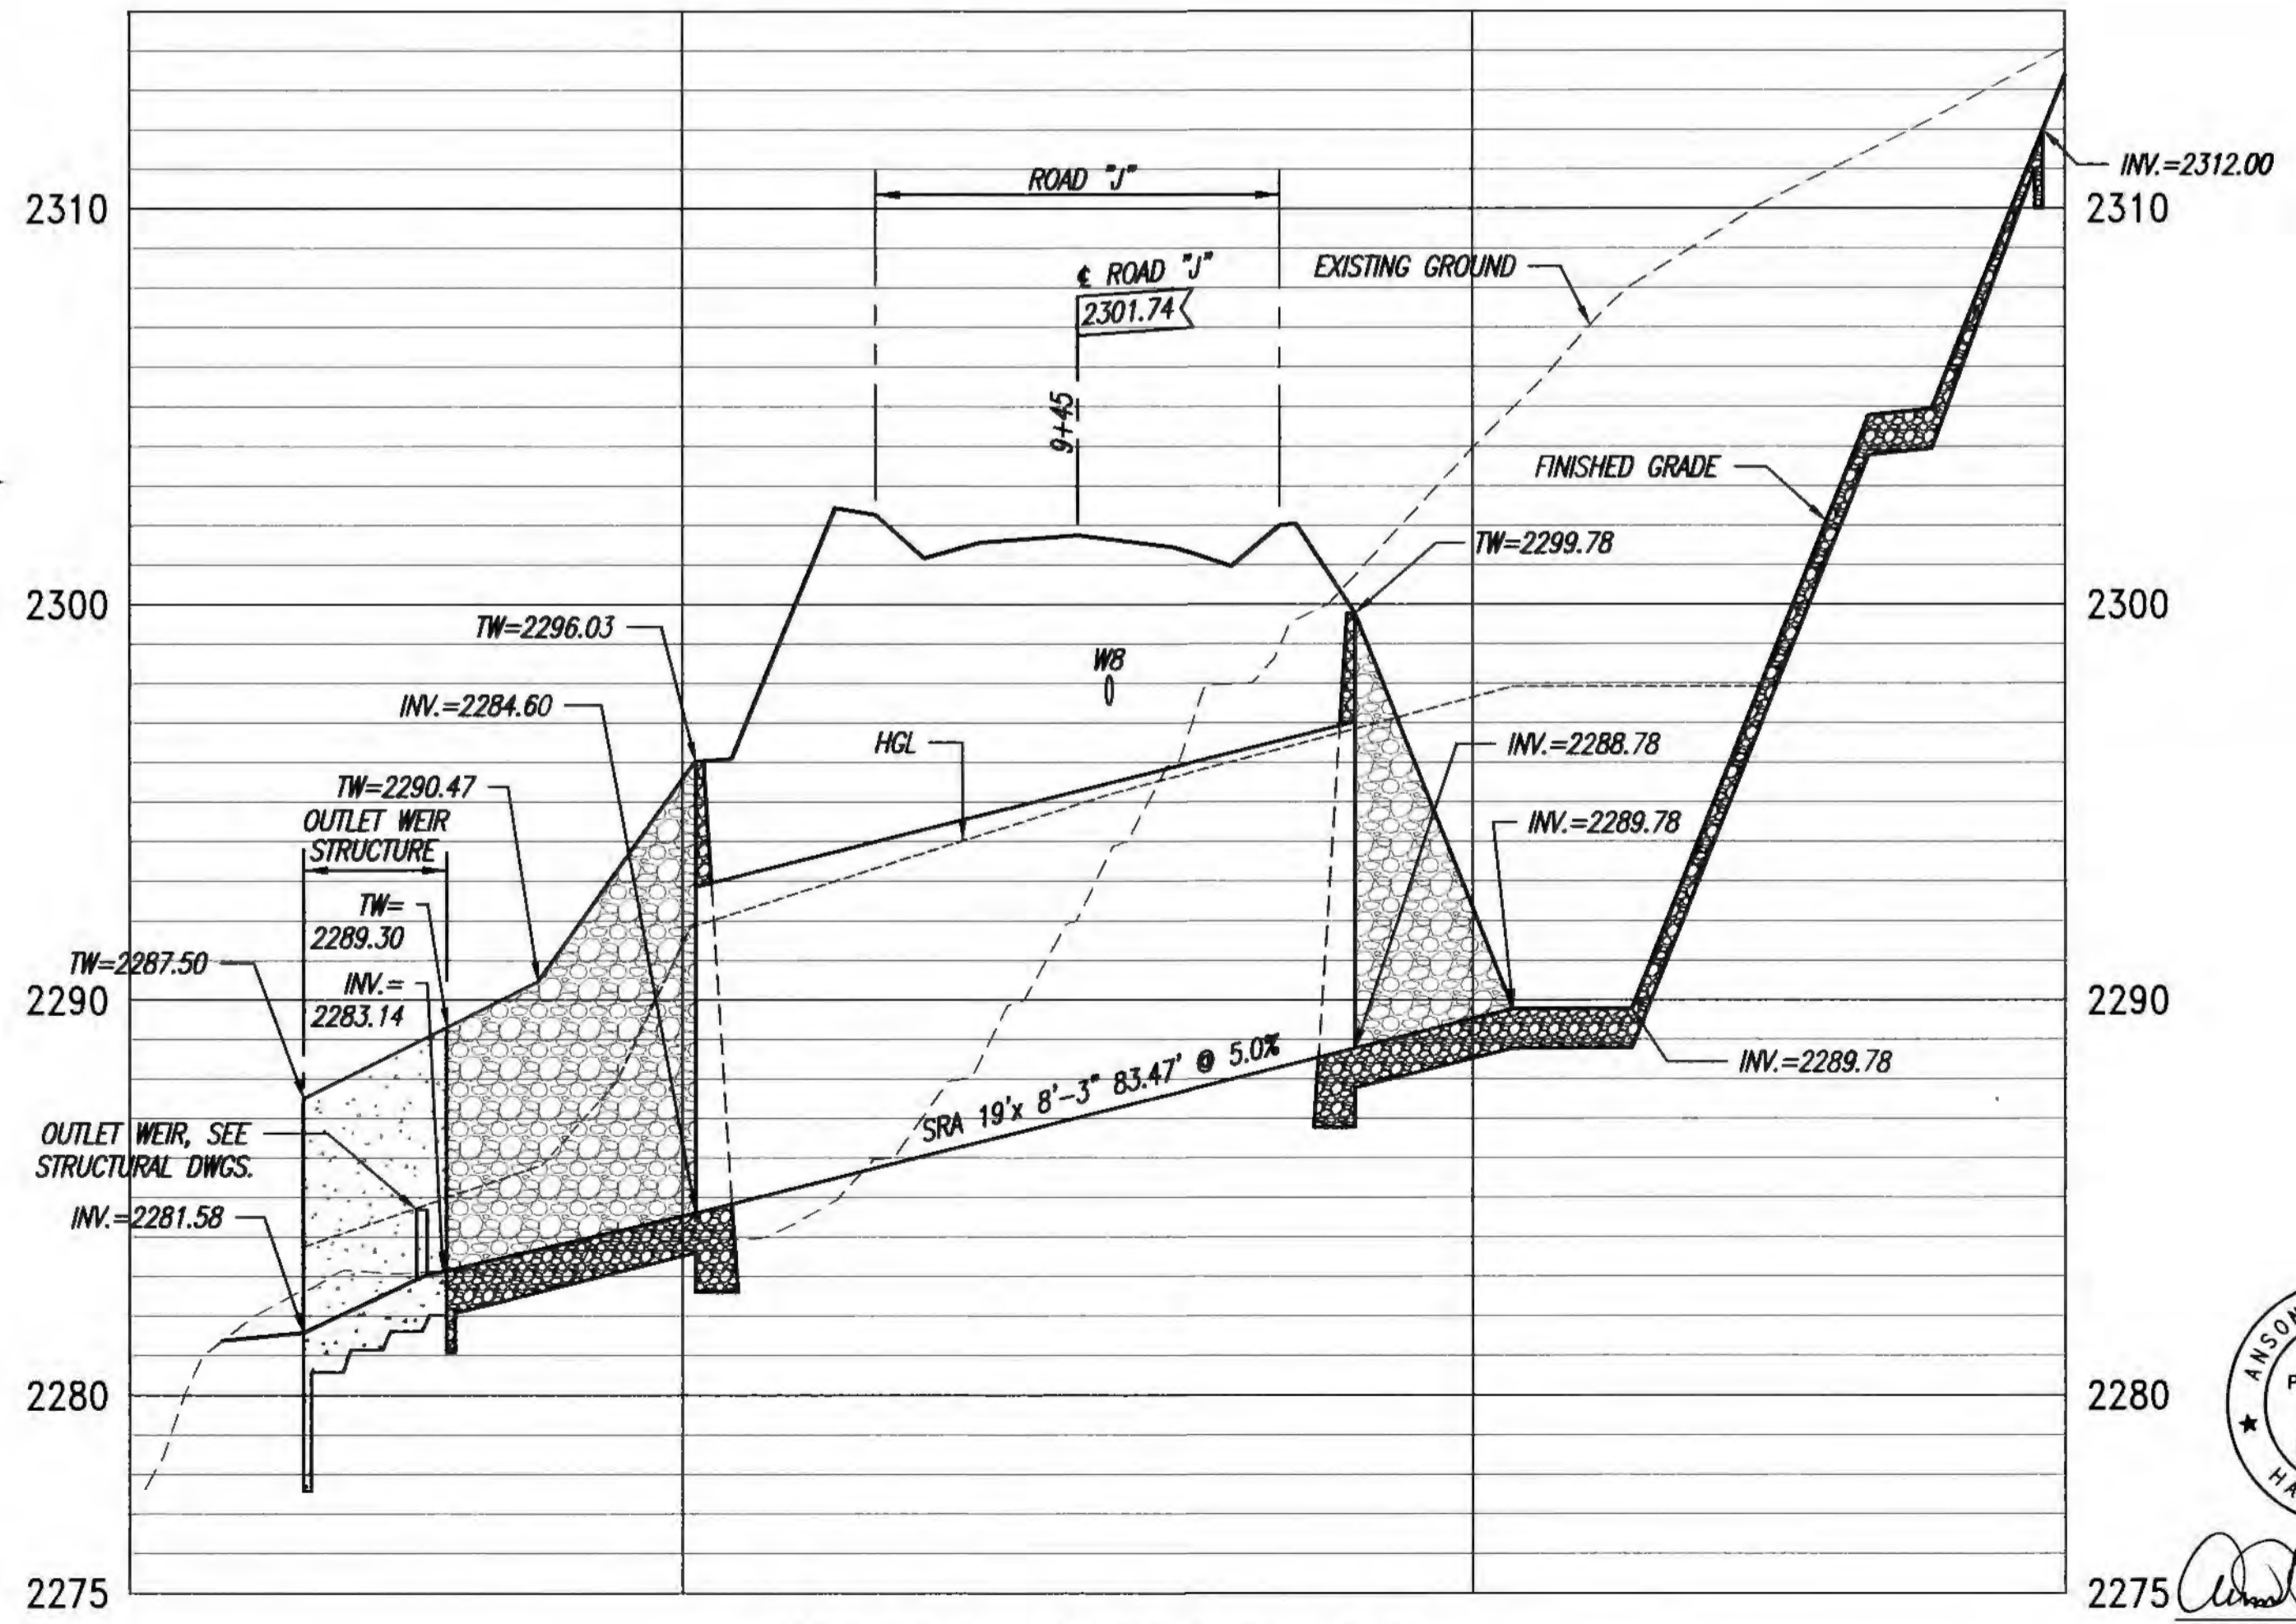 ROAD "J"
INV.=2312.00
2310
2310
℄ ROAD "J"
2301.74
EXISTING GROUND
9+45
FINISHED GRADE
TW=2299.78
2300
2300
TW=2296.03
W8
INV.=2284.60
HGL
INV.=2288.78
TW=2290.47
OUTLET WEIR
STRUCTURE
INV.=2289.78
TW=
2289.30
TW=2287.50
INV.=
2283.14
2290
2290
SRA 19'x 8'-3" 83.47' @ 5.0%
INV.=2289.78
OUTLET WEIR, SEE
STRUCTURAL DWGS.
INV.=2281.58
2280
2280
ANSON
P
HA
2275
2275